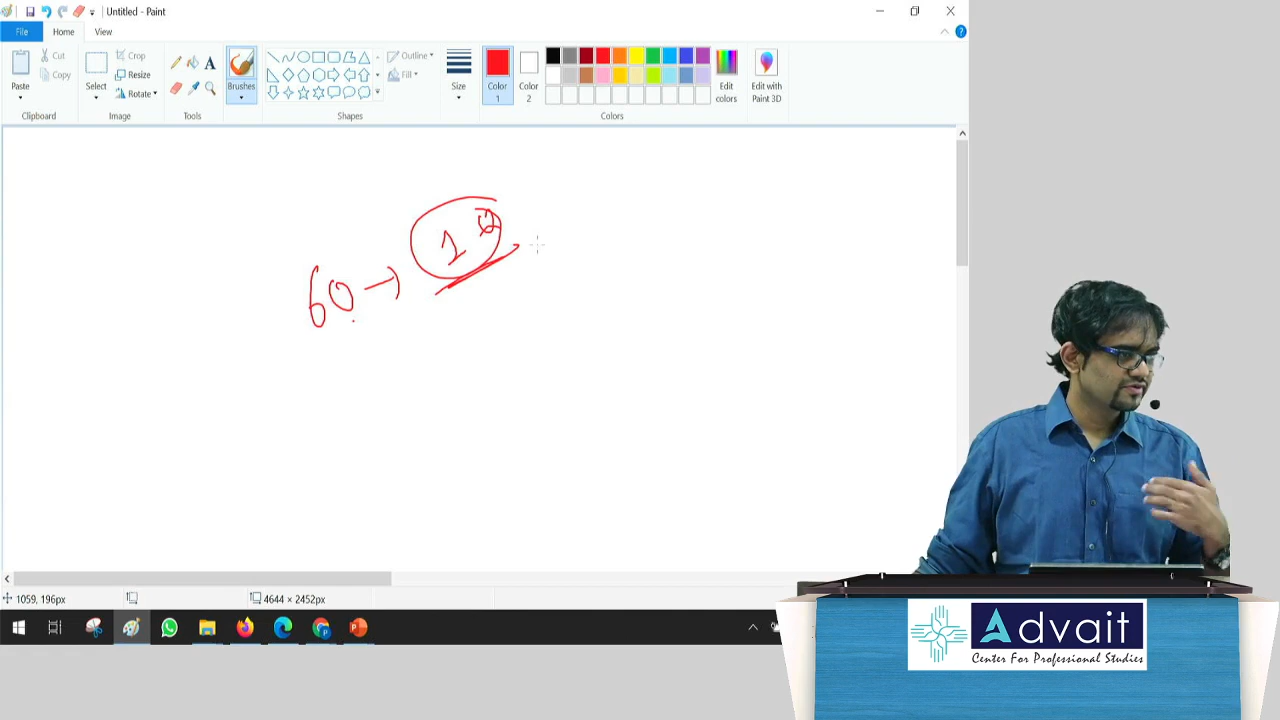 Untitled - Paint
File Home View
Paste
Cut
Copy
Clipboard
Select
Crop
Resize
Rotate
Image
Tools
Brushes
Shapes
Outline
Fill
Size
Color 1
Color 2
Colors
Edit colors
Edit with Paint 3D
60 →
1
1059, 196px
4644 × 2452px
Advait
Center For Professional Studies